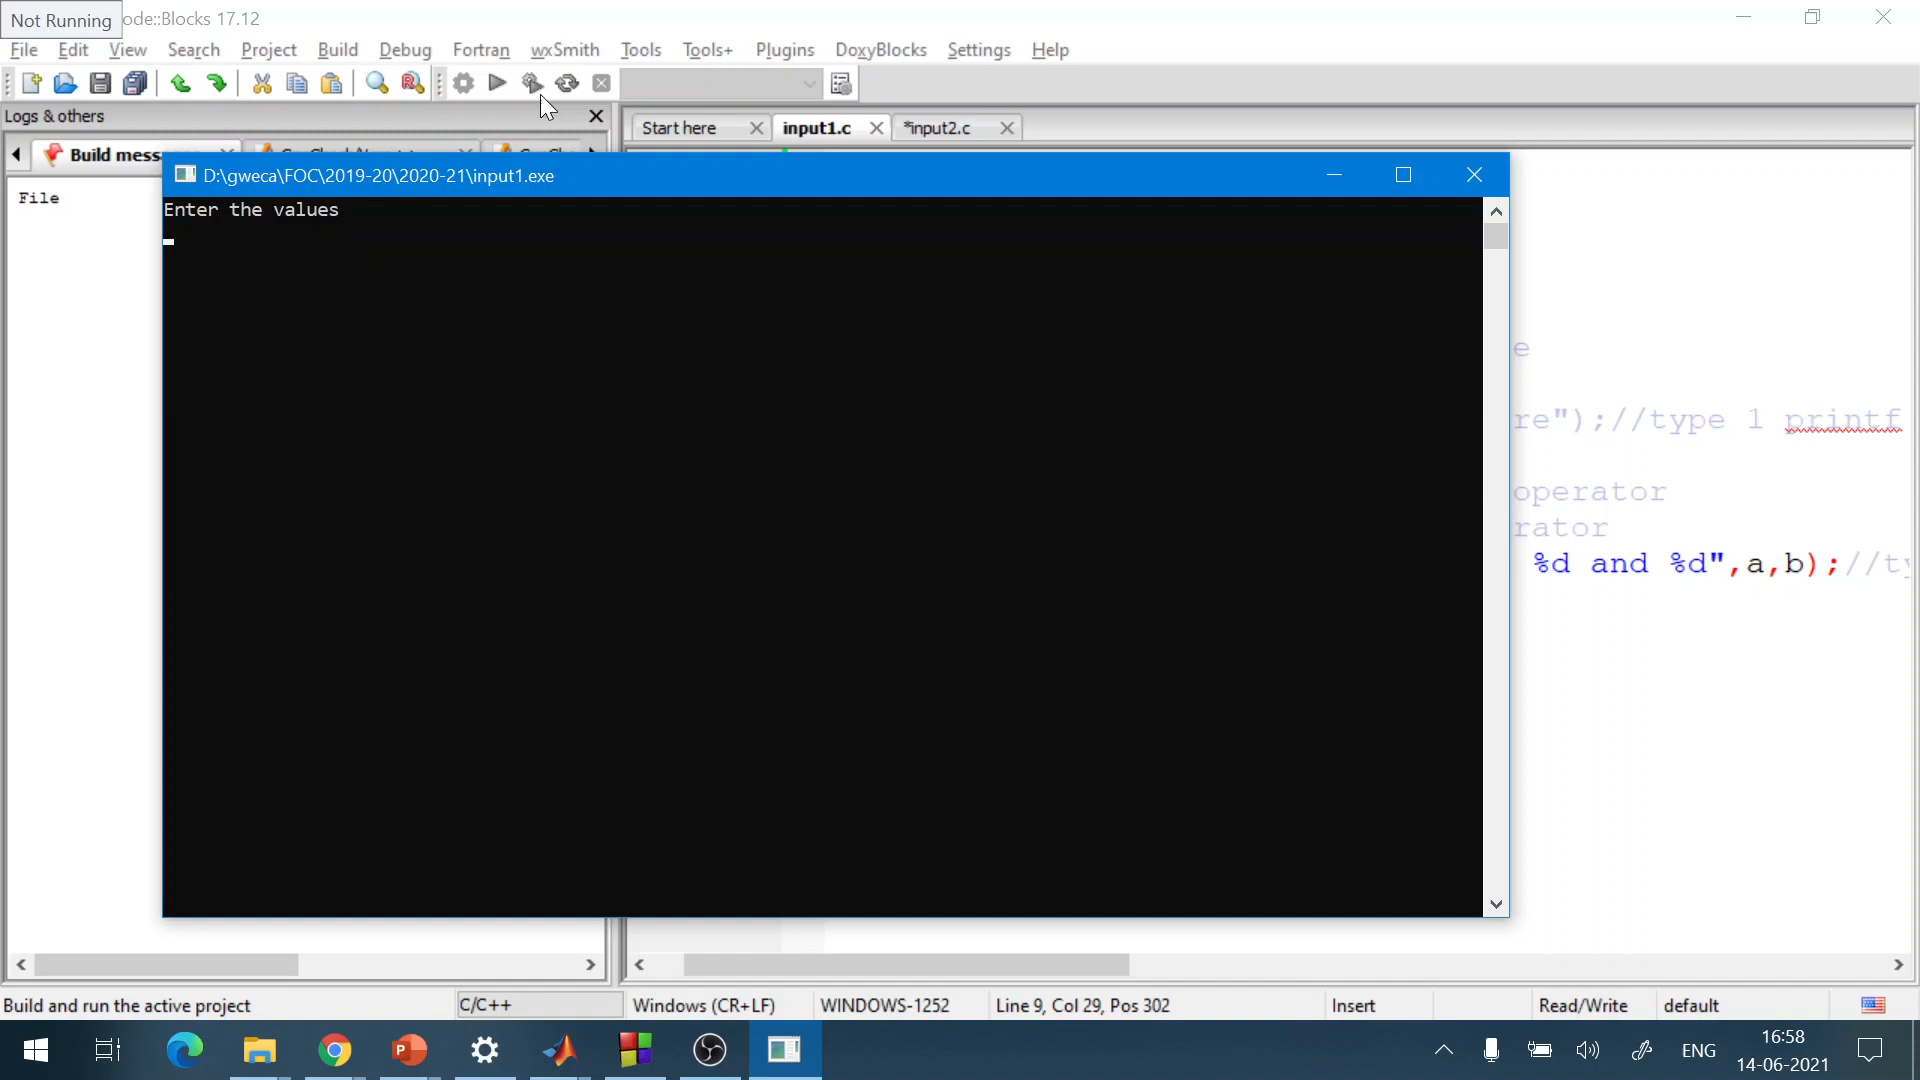 Not Running
ode::Blocks 17.12
File Edit View Search Project Build Debug Fortran wxSmith Tools Tools+ Plugins DoxyBlocks Settings Help
Logs & others
Start here input1.c *input2.c
Build mess
File
D:\gweca\FOC\2019-20\2020-21\input1.exe
Enter the values
e
re");//type 1 printf
operator
rator
%d and %d",a,b);//ty
Build and run the active project C/C++ Windows (CR+LF) WINDOWS-1252 Line 9, Col 29, Pos 302 Insert Read/Write default
ENG
16:58
14-06-2021